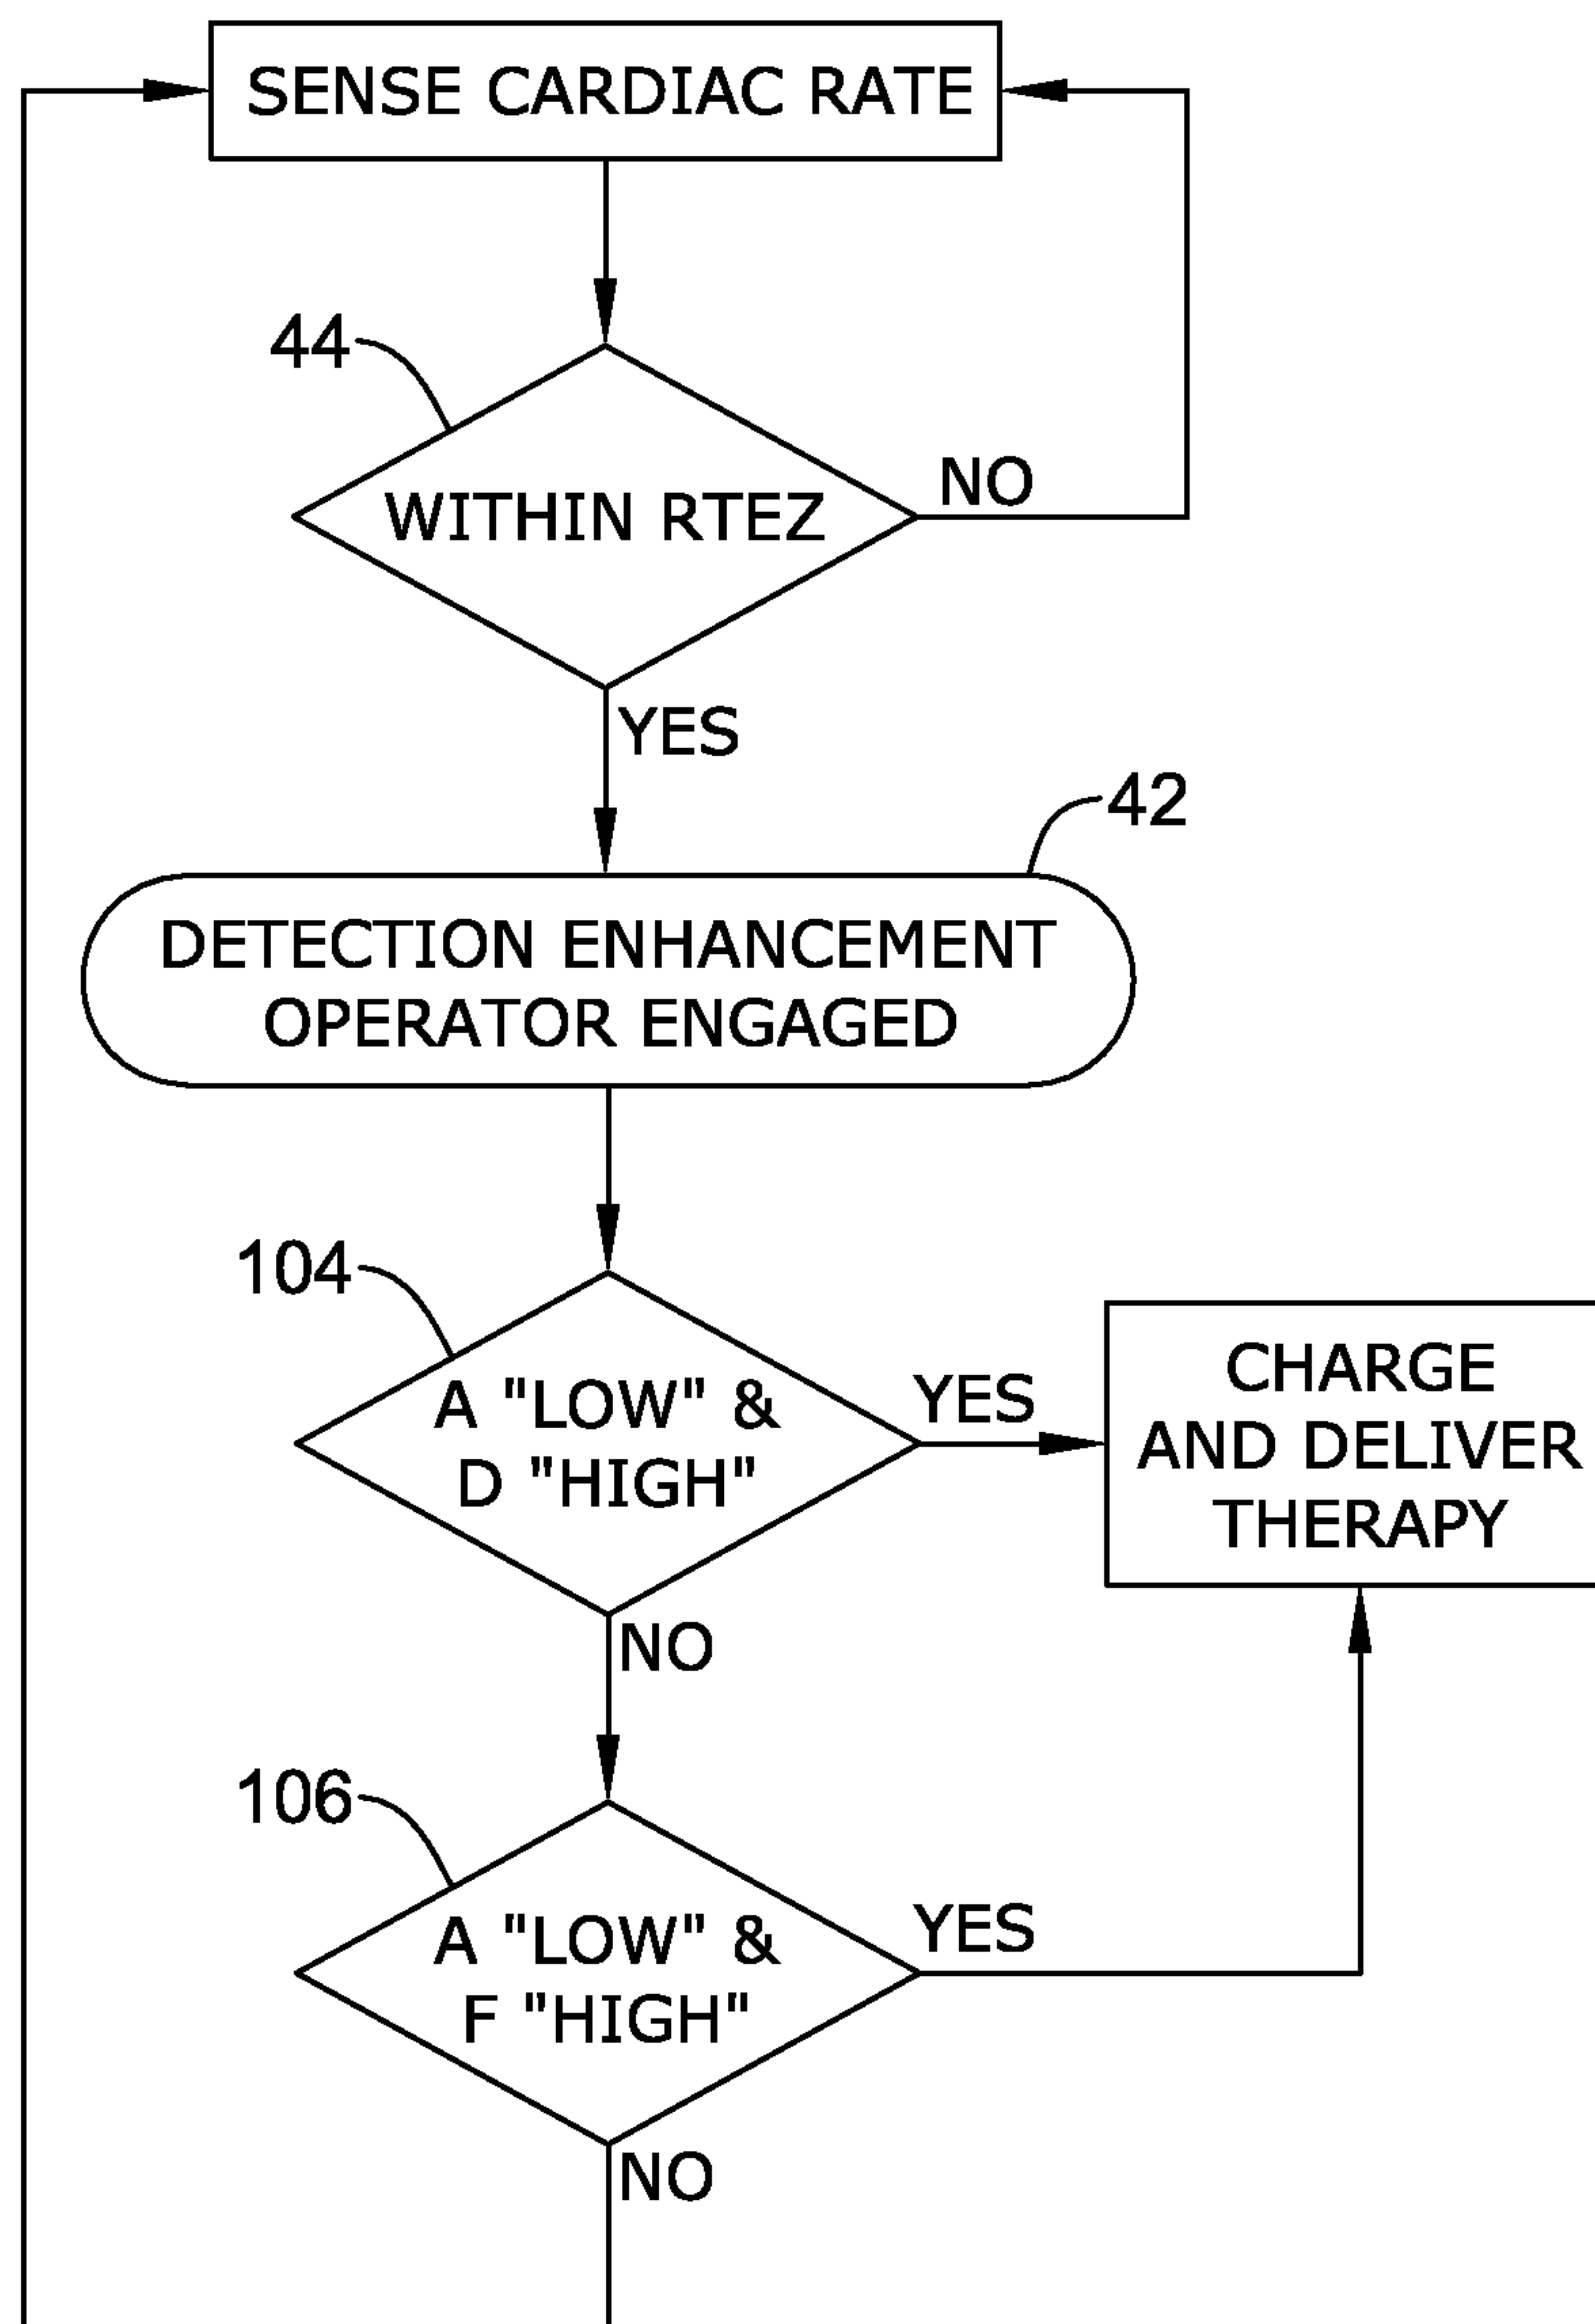 SENSE CARDIAC RATE
44
WITHIN RTEZ
NO
YES
42
DETECTION ENHANCEMENT
OPERATOR ENGAGED
104
A "LOW" &
D "HIGH"
YES
CHARGE
AND DELIVER
THERAPY
NO
106
A "LOW" &
F "HIGH"
YES
NO